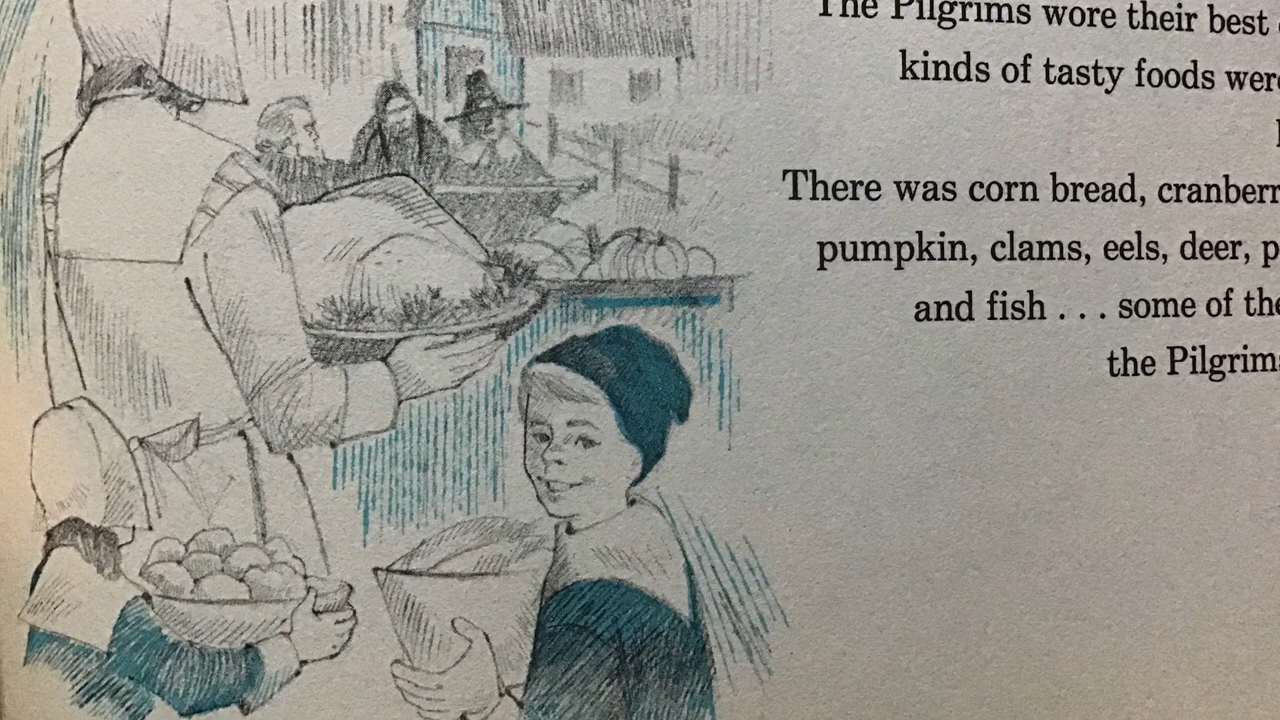 The Pilgrims wore their best
kinds of tasty foods were
There was corn bread, cranberr
pumpkin, clams, eels, deer, p
and fish . . . some of the
the Pilgrims